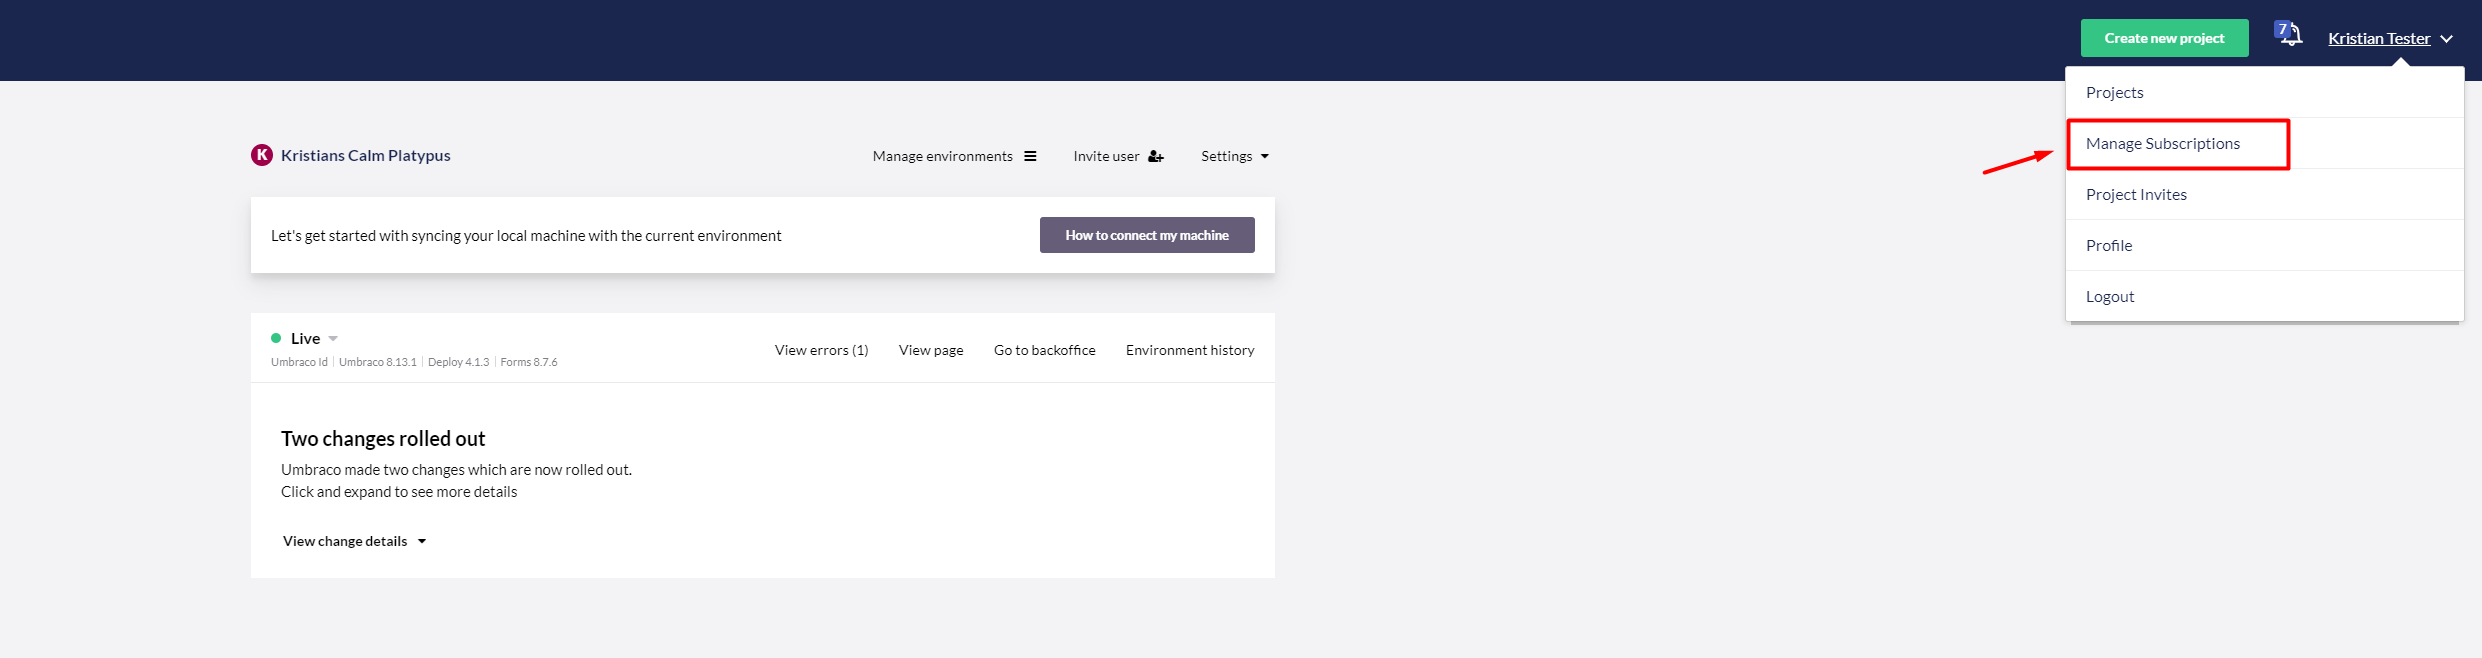 Create new project
7
Kristian Tester
Projects
Manage Subscriptions
Project Invites
Profile
Logout
K Kristians Calm Platypus
Manage environments
Invite user
Settings
Let's get started with syncing your local machine with the current environment
How to connect my machine
Live
Umbraco Id | Umbraco 8.13.1 | Deploy 4.1.3 | Forms 8.7.6
View errors (1)
View page
Go to backoffice
Environment history
Two changes rolled out
Umbraco made two changes which are now rolled out.
Click and expand to see more details
View change details